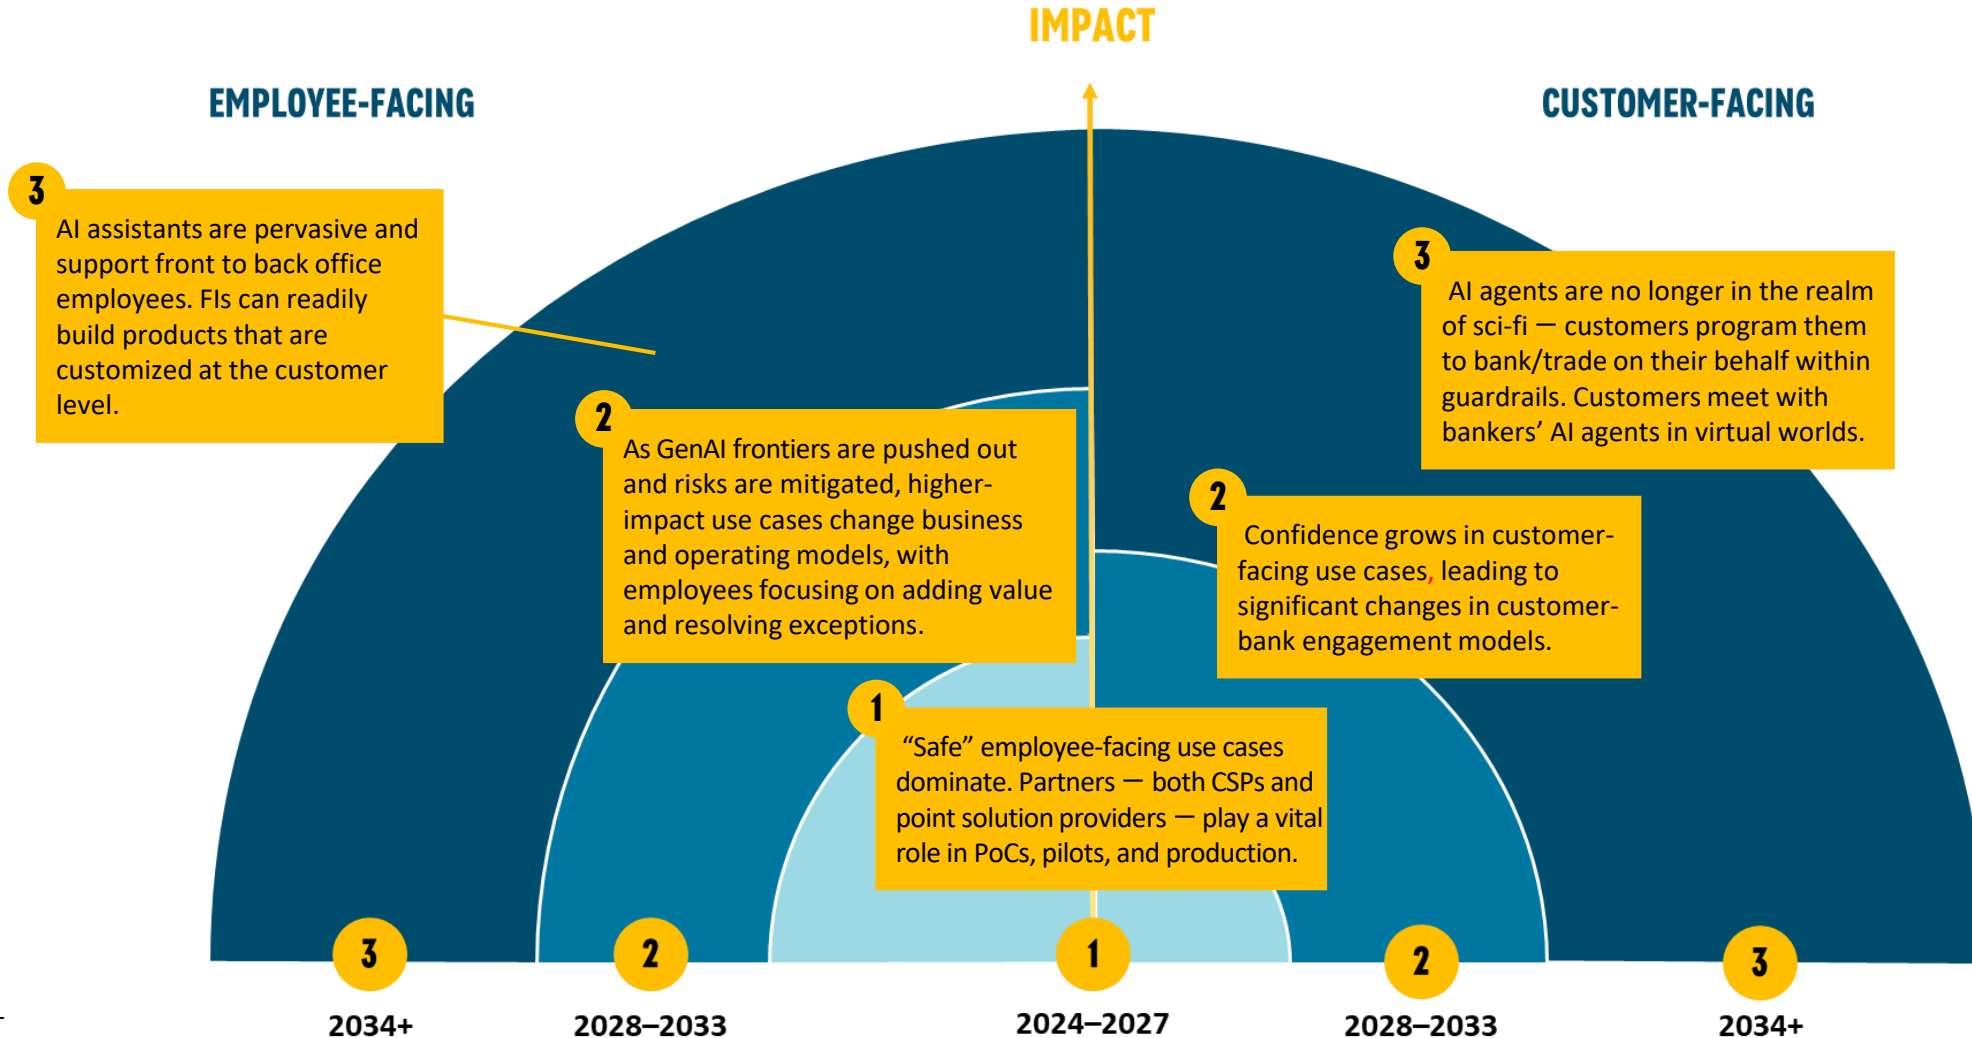 IMPACT
EMPLOYEE-FACING
CUSTOMER-FACING
3
AI assistants are pervasive and
support front to back office
employees. FIs can readily
build products that are
customized at the customer
level.
3
AI agents are no longer in the realm
of sci-fi — customers program them
to bank/trade on their behalf within
guardrails. Customers meet with
bankers’ AI agents in virtual worlds.
2
As GenAI frontiers are pushed out
and risks are mitigated, higher-
impact use cases change business
and operating models, with
employees focusing on adding value
and resolving exceptions.
2
Confidence grows in customer-
facing use cases, leading to
significant changes in customer-
bank engagement models.
1
“Safe” employee-facing use cases
dominate. Partners — both CSPs and
point solution providers — play a vital
role in PoCs, pilots, and production.
3
2
1
2
3
2034+
2028–2033
2024–2027
2028–2033
2034+